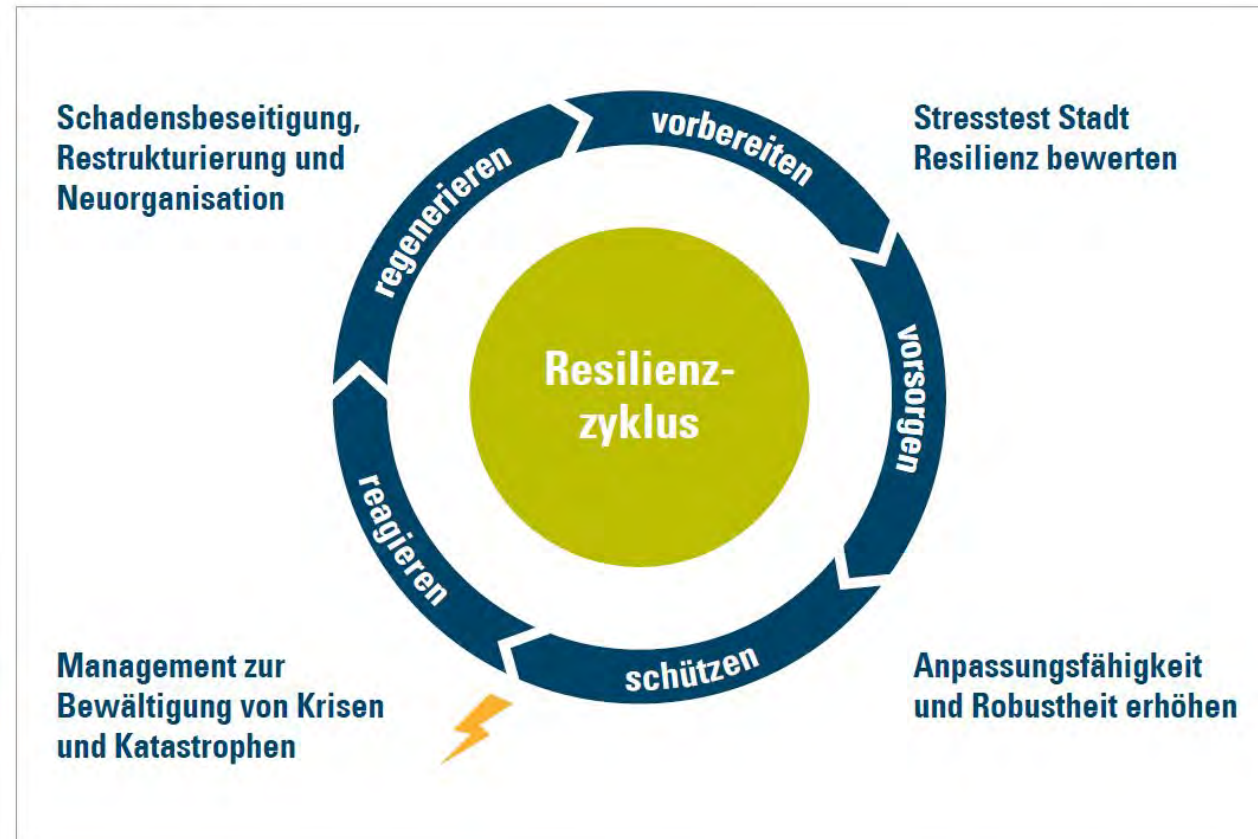 Schadensbeseitigung,
Restrukturierung und
Neuorganisation
Stresstest Stadt
Resilienz bewerten
vorbereiten
vorsorgen
schützen
reagieren
regenerieren
Resilienz-
zyklus
Management zur
Bewältigung von Krisen
und Katastrophen
Anpassungsfähigkeit
und Robustheit erhöhen